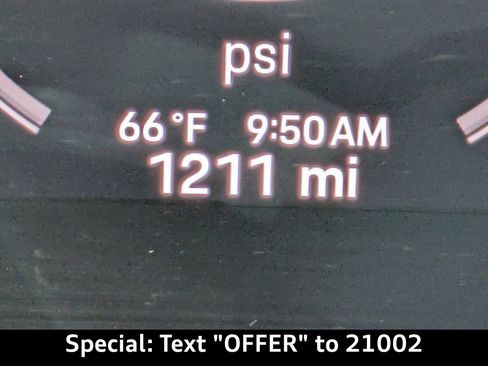 psi
66°F 9:50AM
1211 mi
Special: Text "OFFER" to 21002